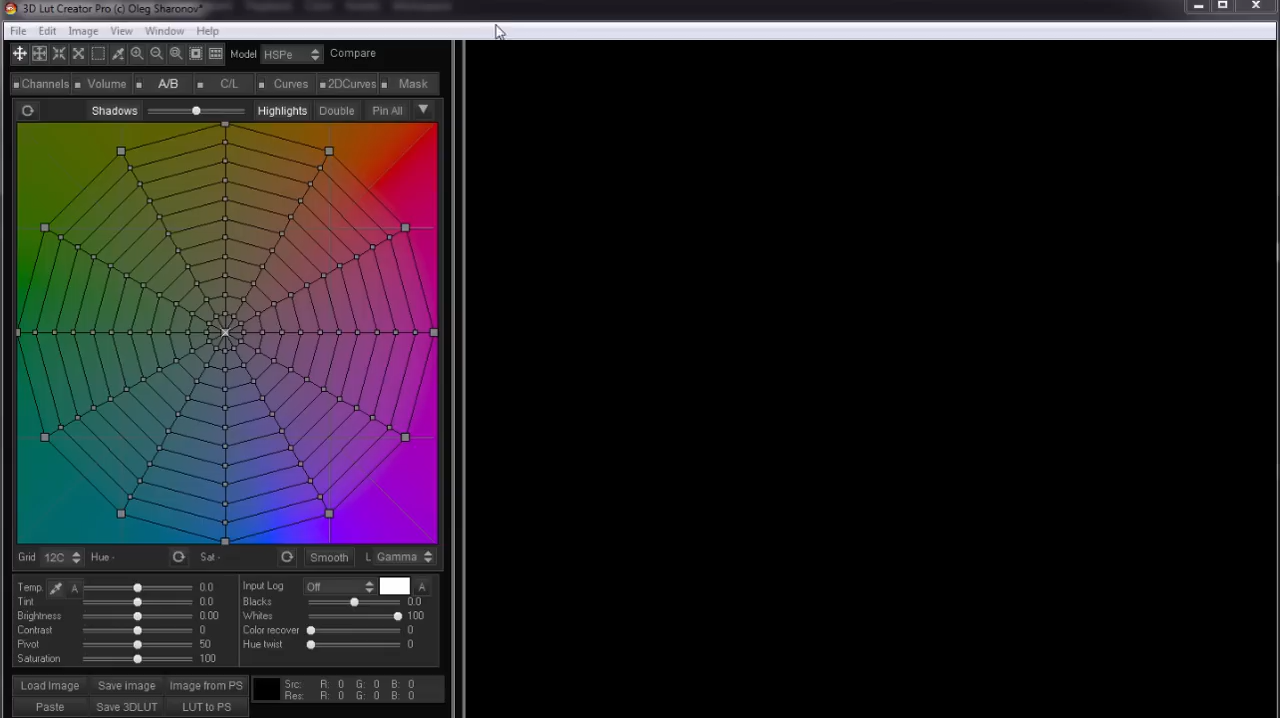 3D Lut Creator Pro (c) Oleg Sharonov*
File Edit Image View Window Help
Model HSPe Compare
Channels Volume A/B C/L Curves 2DCurves Mask
Shadows Highlights Double Pin All
Grid 12C Hue - Sat - Smooth L Gamma
Temp. A 0.0 Input Log Off A
Tint 0.0 Blacks 0.0
Brightness 0.00 Whites 100
Contrast 0 Color recover 0
Pivot 50 Hue twist 0
Saturation 100
Load Image Save image Image from PS Src: R: 0 G: 0 B: 0
Res: R: 0 G: 0 B: 0
Paste Save 3DLUT LUT to PS